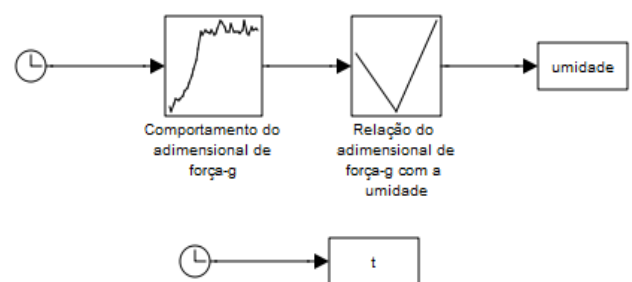 umidade
Comportamento do
adimensional de
força-g
Relação do
adimensional de
força-g com a
umidade
t